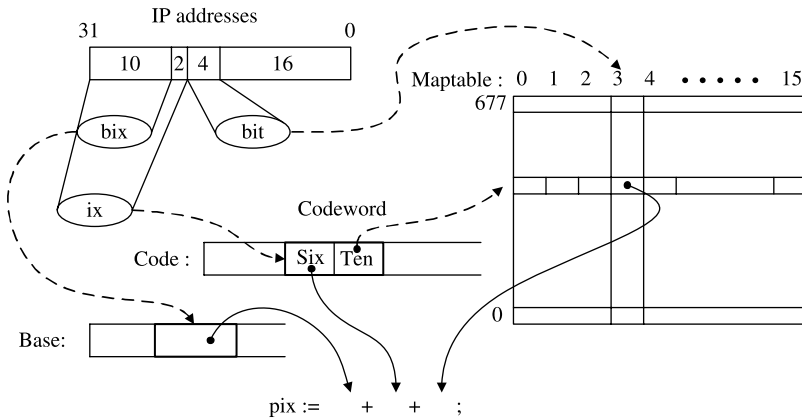 IP addresses
31 0
10 2 4 16
Maptable : 0 1 2 3 4 • • • • • 15
677
bix bit
ix
Codeword
Code : Six Ten
0
Base:
pix := + + ;